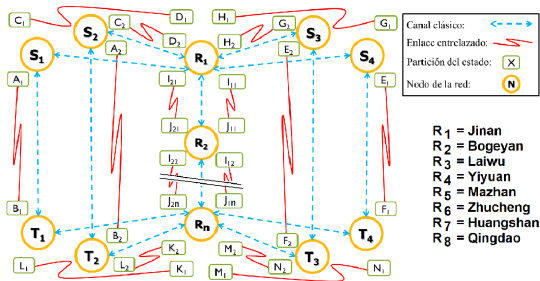 C1 D1 H1 G1
S2 C2 D2 H2 G2 S3
A2 E2
S1 R1 S4
A1 I21 I11 E1
J21 J11
R2
I22 I12
J2n J1n
B1 Rn F1
T1 B2 F2 T4
K2 M2
T2 L2 N2 T3
L1 K1 M1 N1
Canal clásico:
Enlace entrelazado:
Partición del estado: X
Nodo de la red: N
R1 = Jinan
R2 = Bogeyan
R3 = Laiwu
R4 = Yiyuan
R5 = Mazhan
R6 = Zhucheng
R7 = Huangshan
R8 = Qingdao